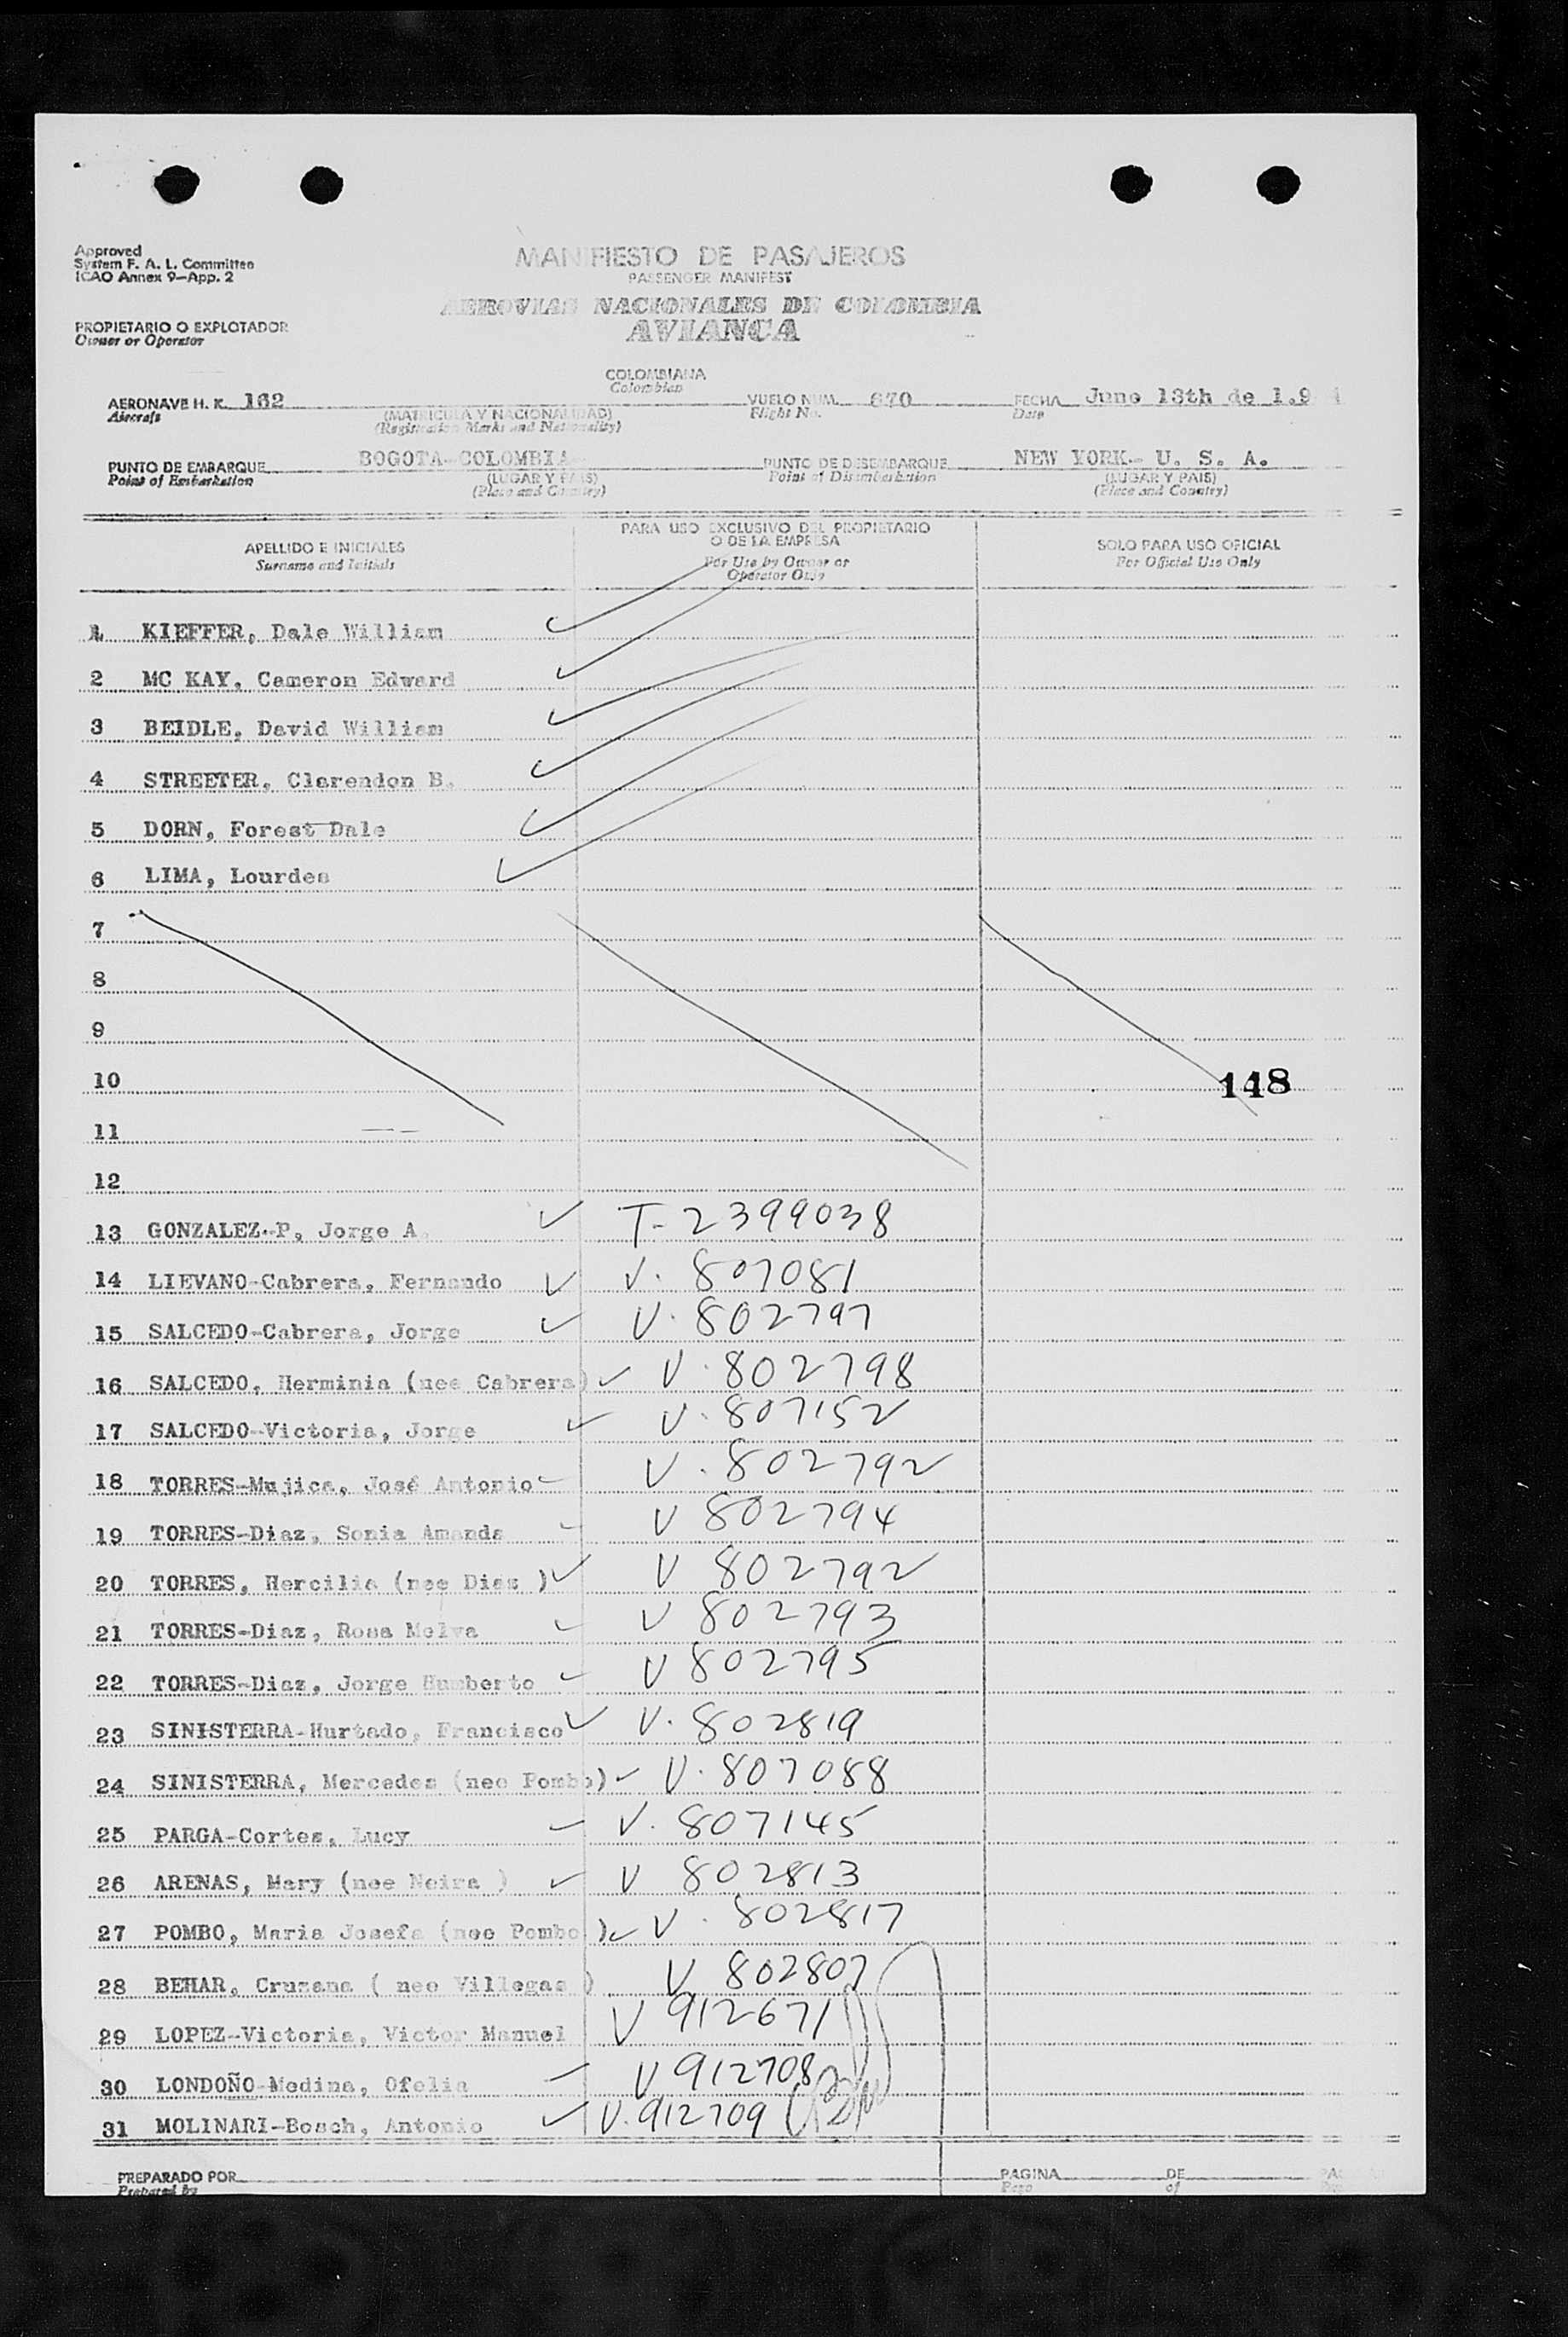 Approved
System F. A. L. Committee
ICAO Annex 9-App. 2
MANIFIESTO DE PASAJEROS
PASSENGER MANIFEST
AEROVIAS NACIONALES DE COLOMBIA
AVIANCA
PROPIETARIO O EXPLOTADOR
Owner or Operator
COLOMBIANA
Colombian
AERONAVE H. K. 162 VUELO NUM. 670 FECHA June 13th de 1.9
Aircraft (MATRICULA Y NACIONALIDAD) Flight No. Date
(Registration Marks and Nationality)
PUNTO DE EMBARQUE BOGOTA-COLOMBIA PUNTO DE DESEMBARQUE NEW YORK- U. S. A.
Point of Embarkation (LUGAR Y PAIS) Point of Disembarkation (LUGAR Y PAIS)
(Place and Country) (Place and Country)
APELLIDO E INICIALES
Surname and Initials
PARA USO EXCLUSIVO DEL PROPIETARIO
O DE LA EMPRESA
For Use by Owner or
Operator Only
SOLO PARA USO OFICIAL
For Official Use Only
1 KIEFFER, Dale William
2 MC KAY, Cameron Edward
3 BEIDLE, David William
4 STREETER, Clarendon B.
5 DORN, Forest Dale
6 LIMA, Lourdes
7
8
9
10 148
11
12
13 GONZALEZ-P, Jorge A. T-2399038
14 LIEVANO-Cabrera, Fernando V. 807081
15 SALCEDO-Cabrera, Jorge V. 802797
16 SALCEDO, Herminia (nee Cabrera) V. 802798
17 SALCEDO-Victoria, Jorge V. 807152
18 TORRES-Mujica, José Antonio V. 802792
19 TORRES-Diaz, Sonia Amanda V 802794
20 TORRES, Hercilia (nee Dias ) V 802792
21 TORRES-Diaz, Rosa Melva V 802793
22 TORRES-Diaz, Jorge Humberto V 802795
23 SINISTERRA-Hurtado, Francisco V. 802819
24 SINISTERRA, Mercedes (nee Pombo) V. 807088
25 PARGA-Cortes, Lucy V. 807145
26 ARENAS, Mary (nee Neira ) V 802813
27 POMBO, Maria Josefa (nee Pombo ) V. 802817
28 BEHAR, Cruzana ( nee Villegas ) V 802807
29 LOPEZ-Victoria, Victor Manuel V 912671
30 LONDOÑO-Medina, Ofelia V 912708
31 MOLINARI-Bosch, Antonio V. 912709
PREPARADO POR PAGINA DE
Prepared by Page of